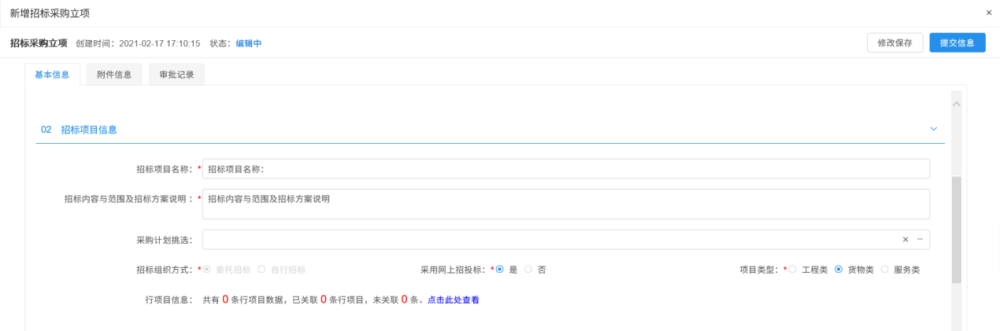 新增招标采购立项 ×
招标采购立项 创建时间：2021-02-17 17:10:15 状态：编辑中 修改保存 提交信息
基本信息 附件信息 审批记录
02 招标项目信息
招标项目名称：* 招标项目名称：
招标内容与范围及招标方案说明 ：* 招标内容与范围及招标方案说明
采购计划挑选： × ···
招标组织方式：* 委托招标 自行招标 采用网上招投标：* 是 否 项目类型：* 工程类 货物类 服务类
行项目信息： 共有 0 条行项目数据，已关联 0 条行项目，未关联 0 条。点击此处查看